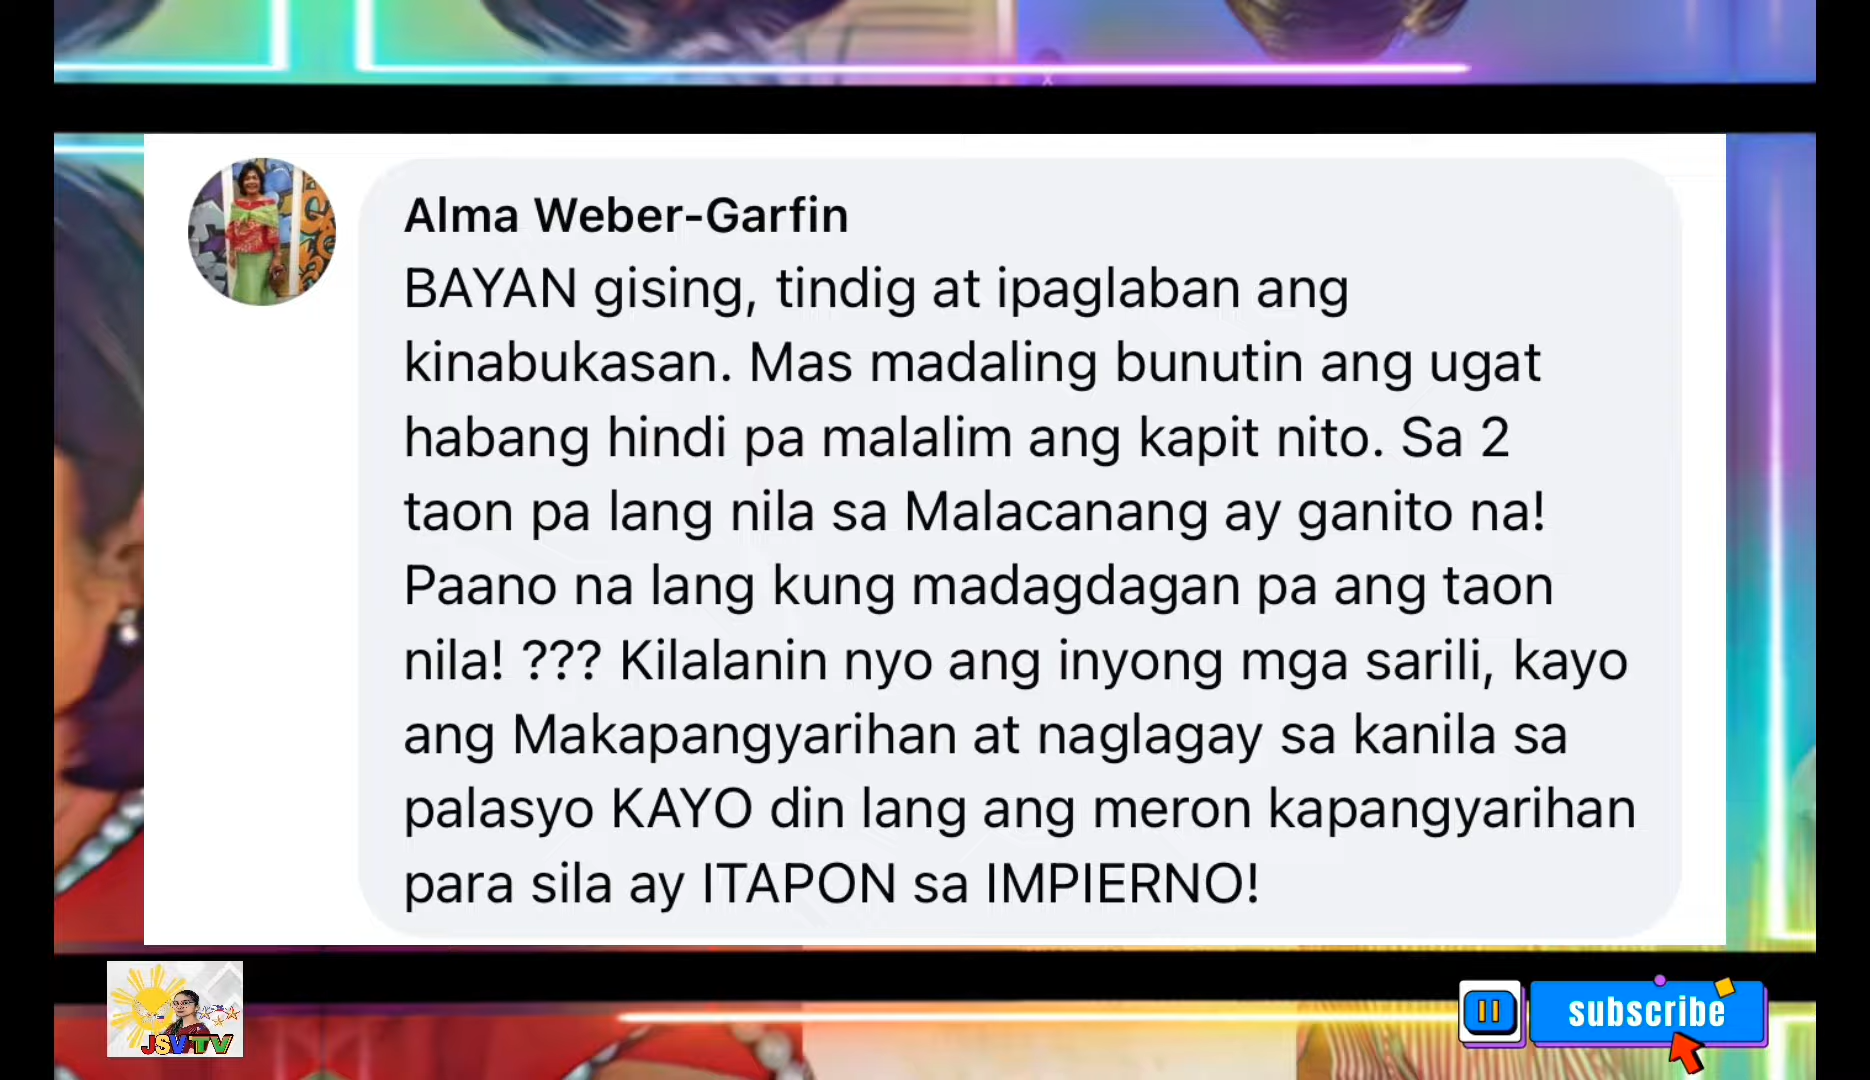 Alma Weber-Garfin
BAYAN gising, tindig at ipaglaban ang
kinabukasan. Mas madaling bunutin ang ugat
habang hindi pa malalim ang kapit nito. Sa 2
taon pa lang nila sa Malacanang ay ganito na!
Paano na lang kung madagdagan pa ang taon
nila! ??? Kilalanin nyo ang inyong mga sarili, kayo
ang Makapangyarihan at naglagay sa kanila sa
palasyo KAYO din lang ang meron kapangyarihan
para sila ay ITAPON sa IMPIERNO!
JSV TV
subscribe